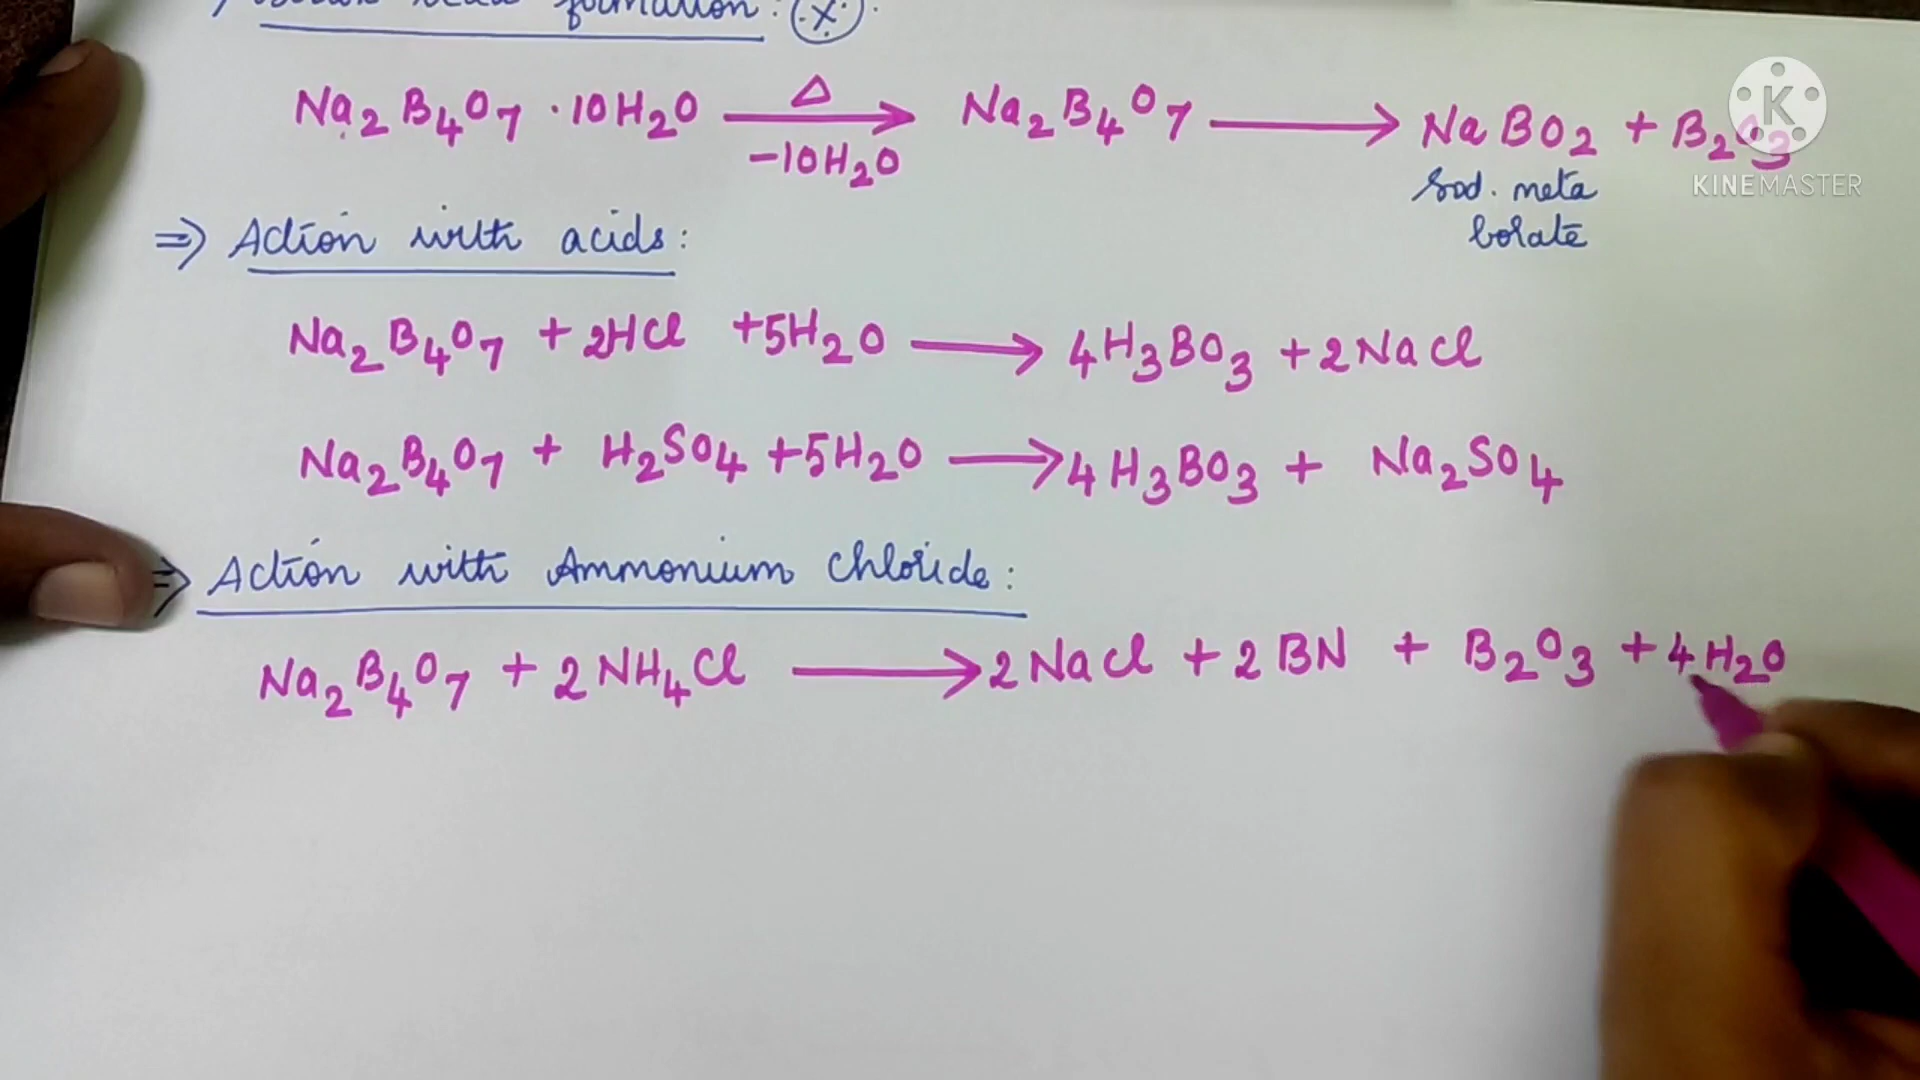 formation: (X).
Na₂B₄O₇ · 10H₂O —Δ→ Na₂B₄O₇ → NaBO₂ + B₂O₃
-10H₂O
Sod. meta
borate
K
KINEMASTER
⇒ Action with acids:
Na₂B₄O₇ + 2HCl +5H₂O → 4H₃BO₃ + 2NaCl
Na₂B₄O₇ + H₂SO₄ +5H₂O → 4H₃BO₃ + Na₂SO₄
⇒ Action with Ammonium chloride:
Na₂B₄O₇ + 2NH₄Cl → 2NaCl + 2BN + B₂O₃ + 4H₂O